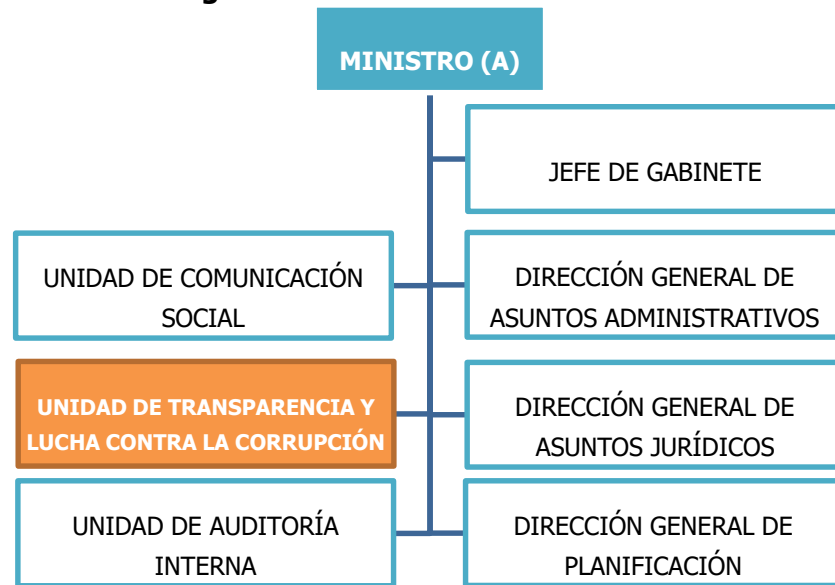 MINISTRO (A)
JEFE DE GABINETE
UNIDAD DE COMUNICACIÓN
SOCIAL
DIRECCIÓN GENERAL DE
ASUNTOS ADMINISTRATIVOS
UNIDAD DE TRANSPARENCIA Y
LUCHA CONTRA LA CORRUPCIÓN
DIRECCIÓN GENERAL DE
ASUNTOS JURÍDICOS
UNIDAD DE AUDITORÍA
INTERNA
DIRECCIÓN GENERAL DE
PLANIFICACIÓN